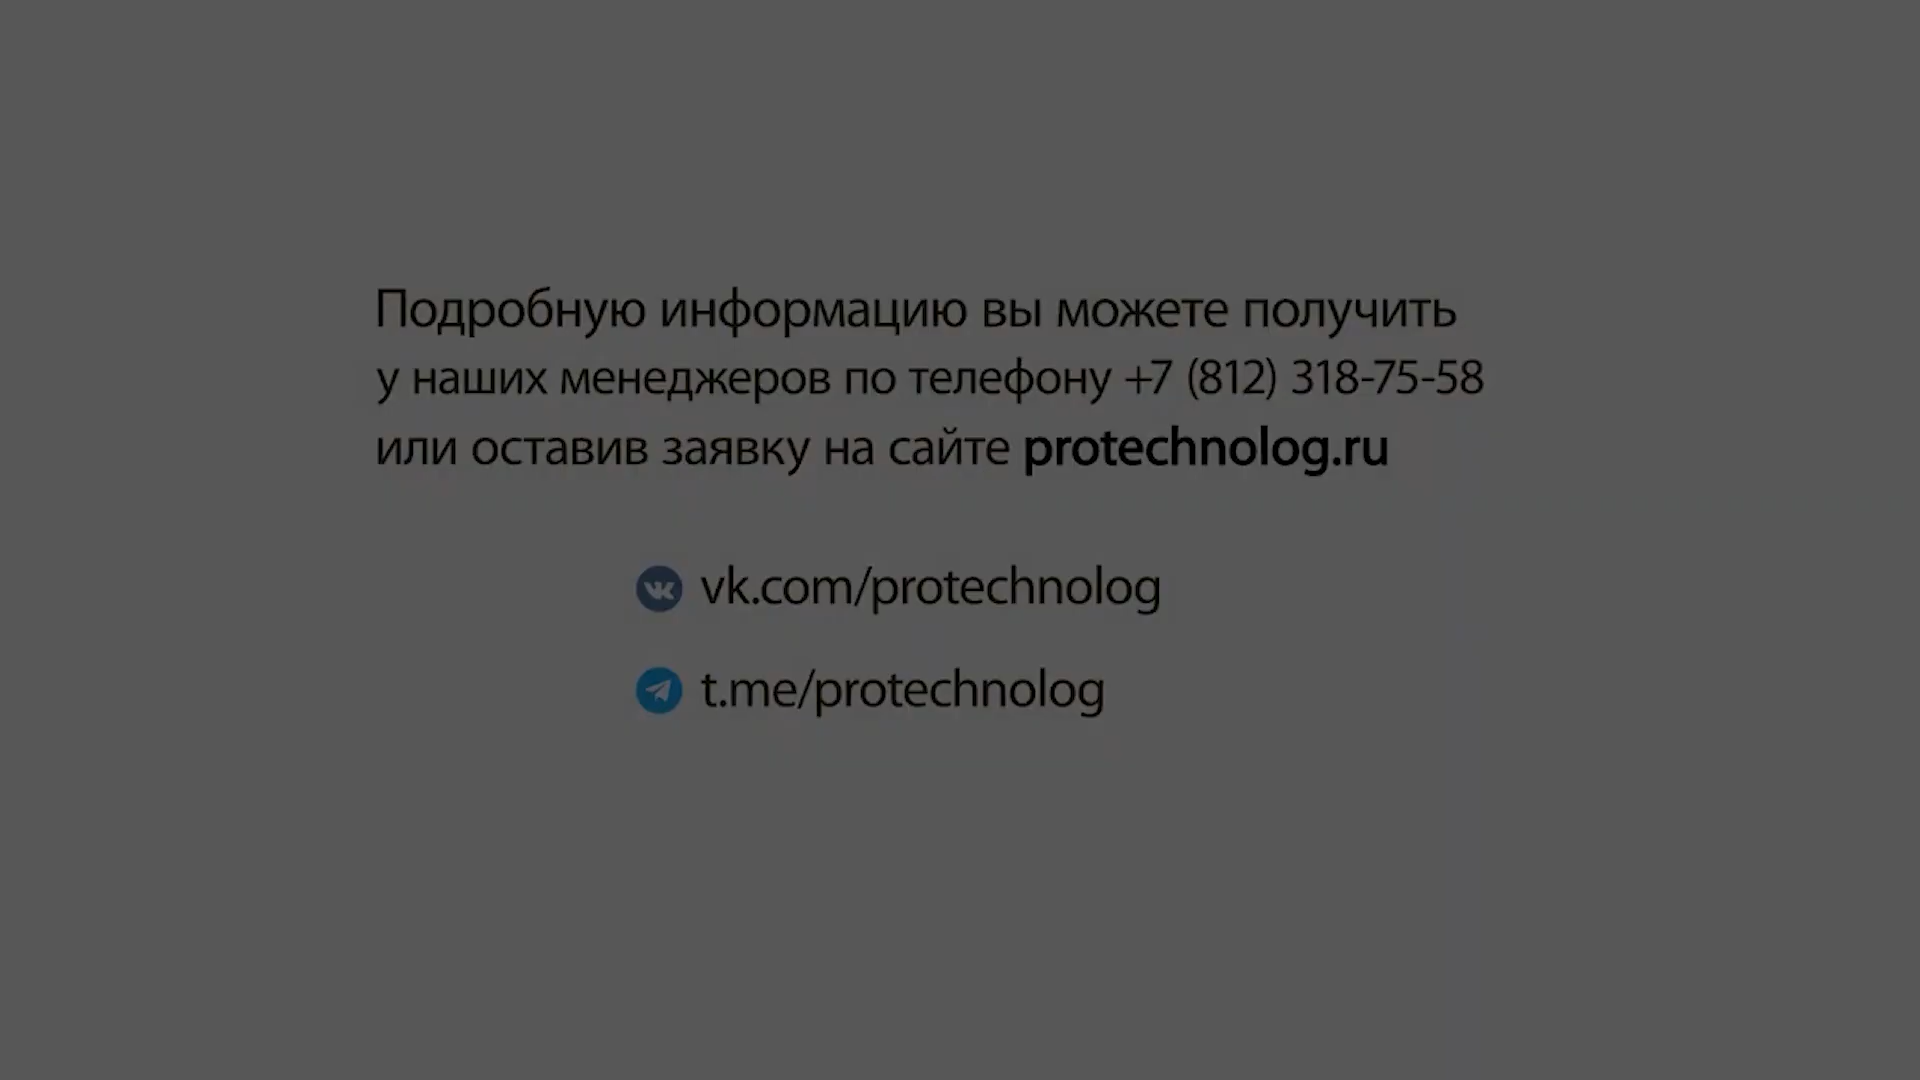 Подробную информацию вы можете получить
у наших менеджеров по телефону +7 (812) 318-75-58
или оставив заявку на сайте protechnolog.ru
vk.com/protechnolog
t.me/protechnolog